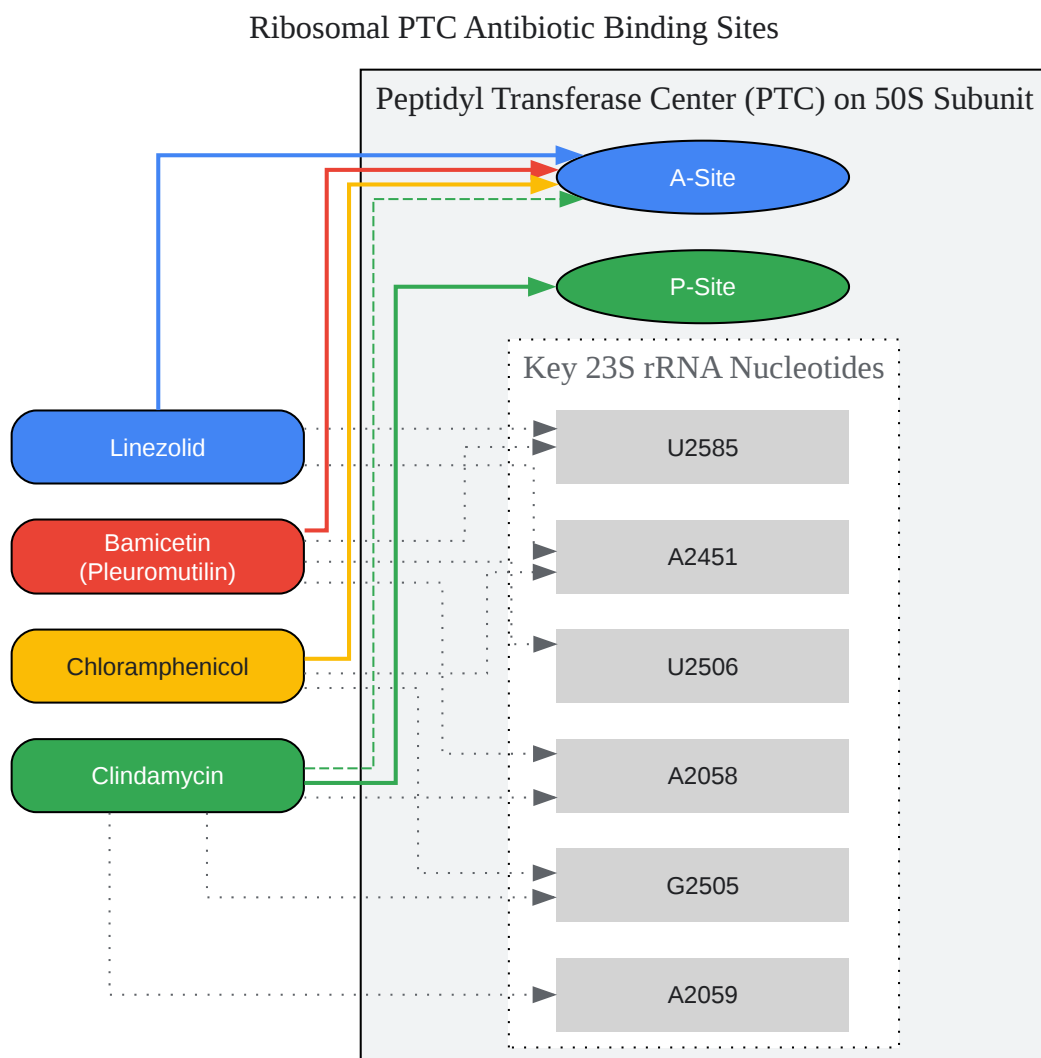 Ribosomal PTC Antibiotic Binding Sites
Peptidyl Transferase Center (PTC) on 50S Subunit
A-Site
P-Site
Key 23S rRNA Nucleotides
Linezolid
U2585
Bamicetin
(Pleuromutilin)
A2451
Chloramphenicol
U2506
Clindamycin
A2058
G2505
A2059